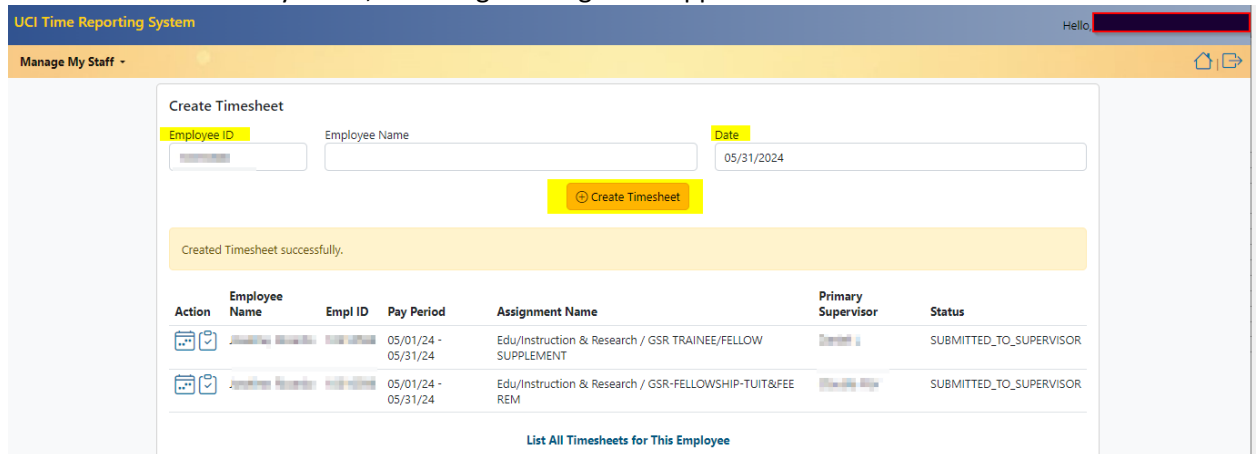 UCI Time Reporting System
Hello,
Manage My Staff
Create Timesheet
Employee ID
Employee Name
Date
05/31/2024
Create Timesheet
Created Timesheet successfully.
Action Employee Name Empl ID Pay Period Assignment Name Primary Supervisor Status
05/01/24 - 05/31/24 Edu/Instruction & Research / GSR TRAINEE/FELLOW SUPPLEMENT SUBMITTED_TO_SUPERVISOR
05/01/24 - 05/31/24 Edu/Instruction & Research / GSR-FELLOWSHIP-TUIT&FEE REM SUBMITTED_TO_SUPERVISOR
List All Timesheets for This Employee